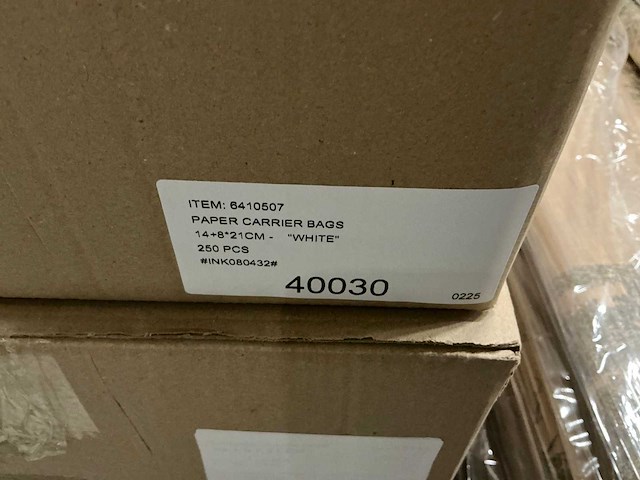 ITEM: 6410507
PAPER CARRIER BAGS
14+8*21CM - "WHITE"
250 PCS
#INK080432#
40030
0225